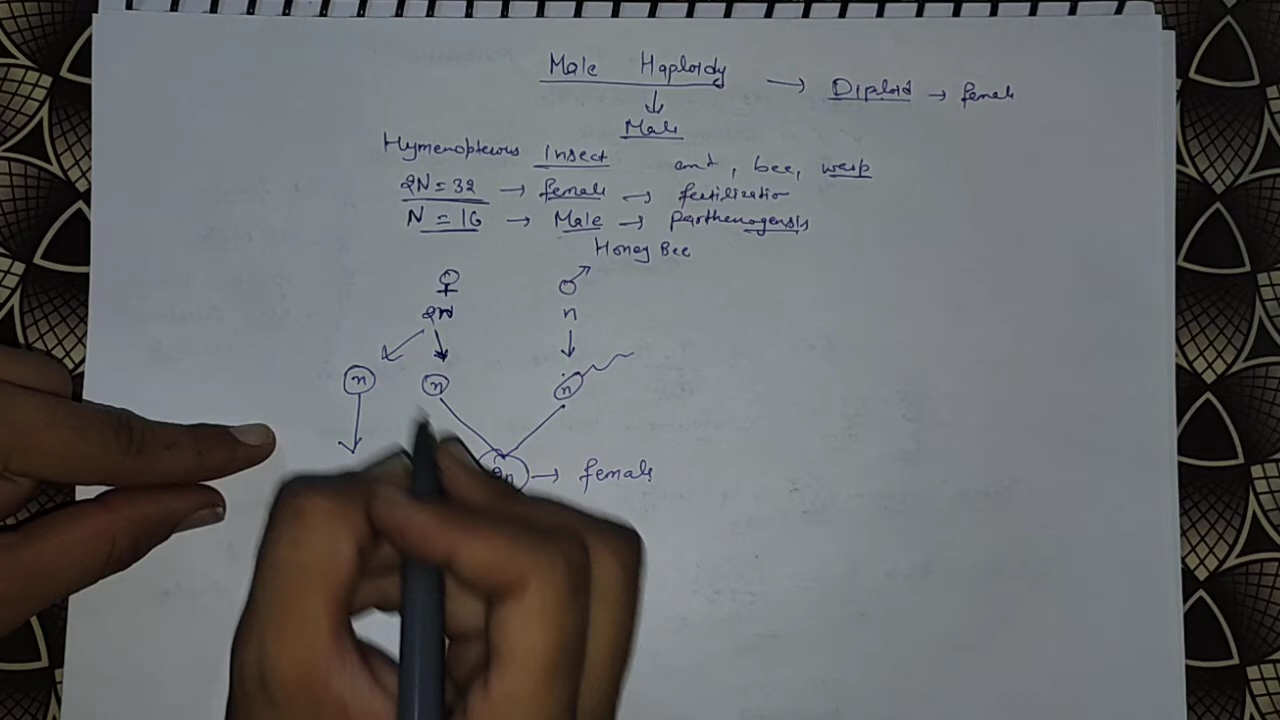 Male Haploidy → Diploid → female
↓
Male
Hymenopterous insect ant, bee, wasp
2N = 32 → female → fertilization
N = 16 → Male → parthenogensis
Honey Bee
♀ ♂
2N n
n n n
2n → female